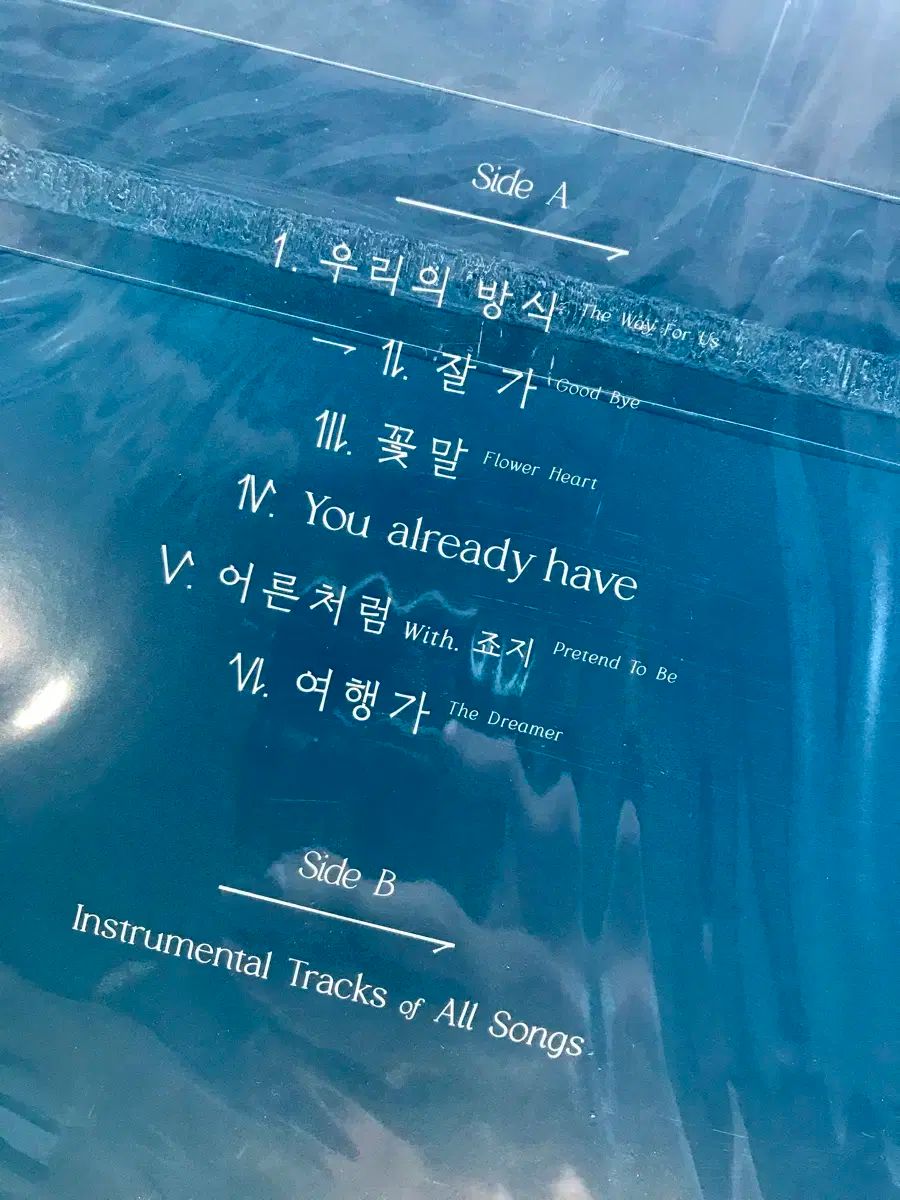 Side A
I. 우리의 방식 The Way For Us
→ II. 잘 가 Good Bye
III. 꽃말 Flower Heart
IV. You already have
V. 어른처럼 With. 죠지 Pretend To Be
VI. 여행가 The Dreamer
Side B
Instrumental Tracks of All Songs